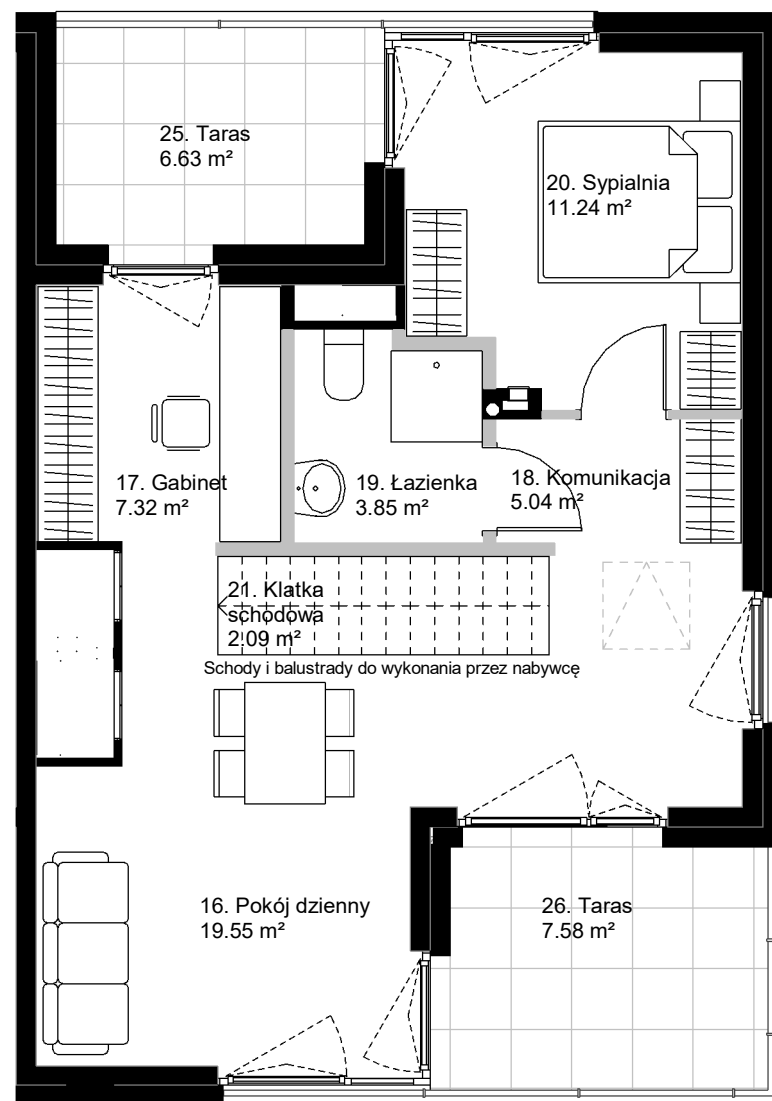 25. Taras
6.63 m²
20. Sypialnia
11.24 m²
17. Gabinet
7.32 m²
19. Łazienka
3.85 m²
18. Komunikacja
5.04 m²
21. Klatka
schodowa
2.09 m²
Schody i balustrady do wykonania przez nabywcę
16. Pokój dzienny
19.55 m²
26. Taras
7.58 m²